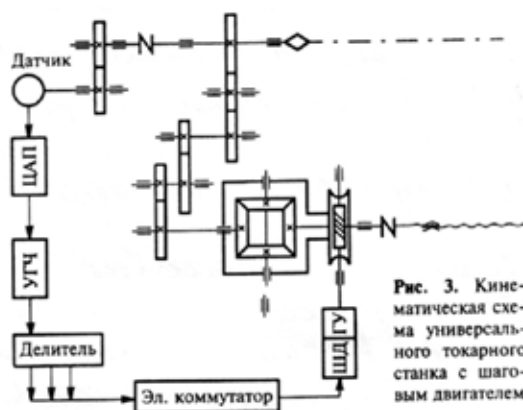 Датчик
ЦАП
УГЧ
Делитель
Эл. коммутатор
ШД
ГУ
Рис. 3. Кине-
матическая схе-
ма универсаль-
ного токарного
станка с шаго-
вым двигателем